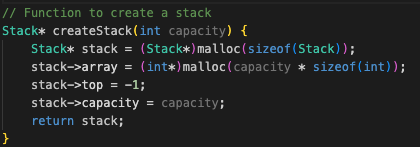 // Function to create a stack
Stack* createStack(int capacity) {
    Stack* stack = (Stack*)malloc(sizeof(Stack));
    stack->array = (int*)malloc(capacity * sizeof(int));
    stack->top = -1;
    stack->capacity = capacity;
    return stack;
}